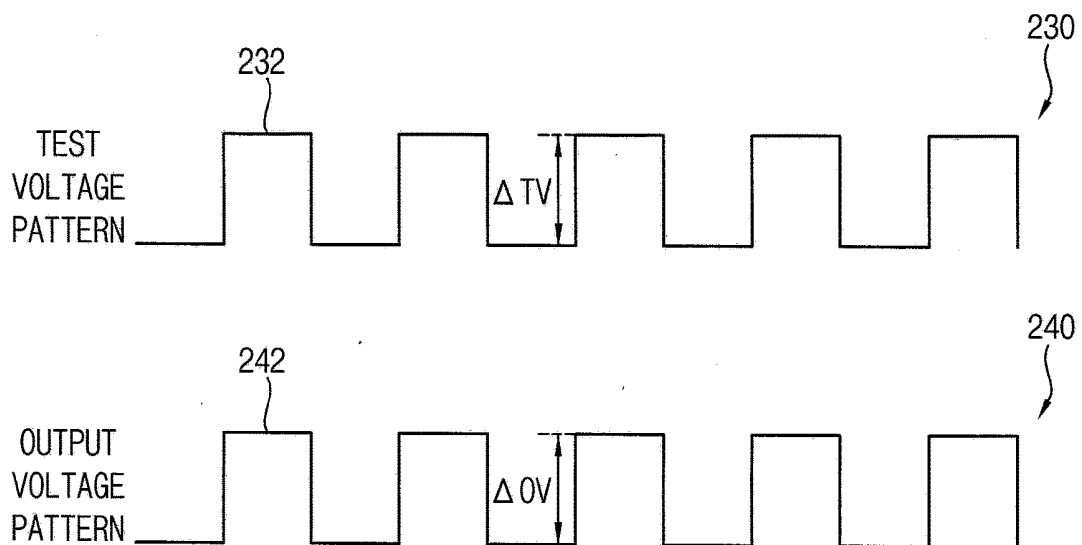 230
232
TEST
VOLTAGE
PATTERN
Δ TV
240
242
OUTPUT
VOLTAGE
PATTERN
Δ OV